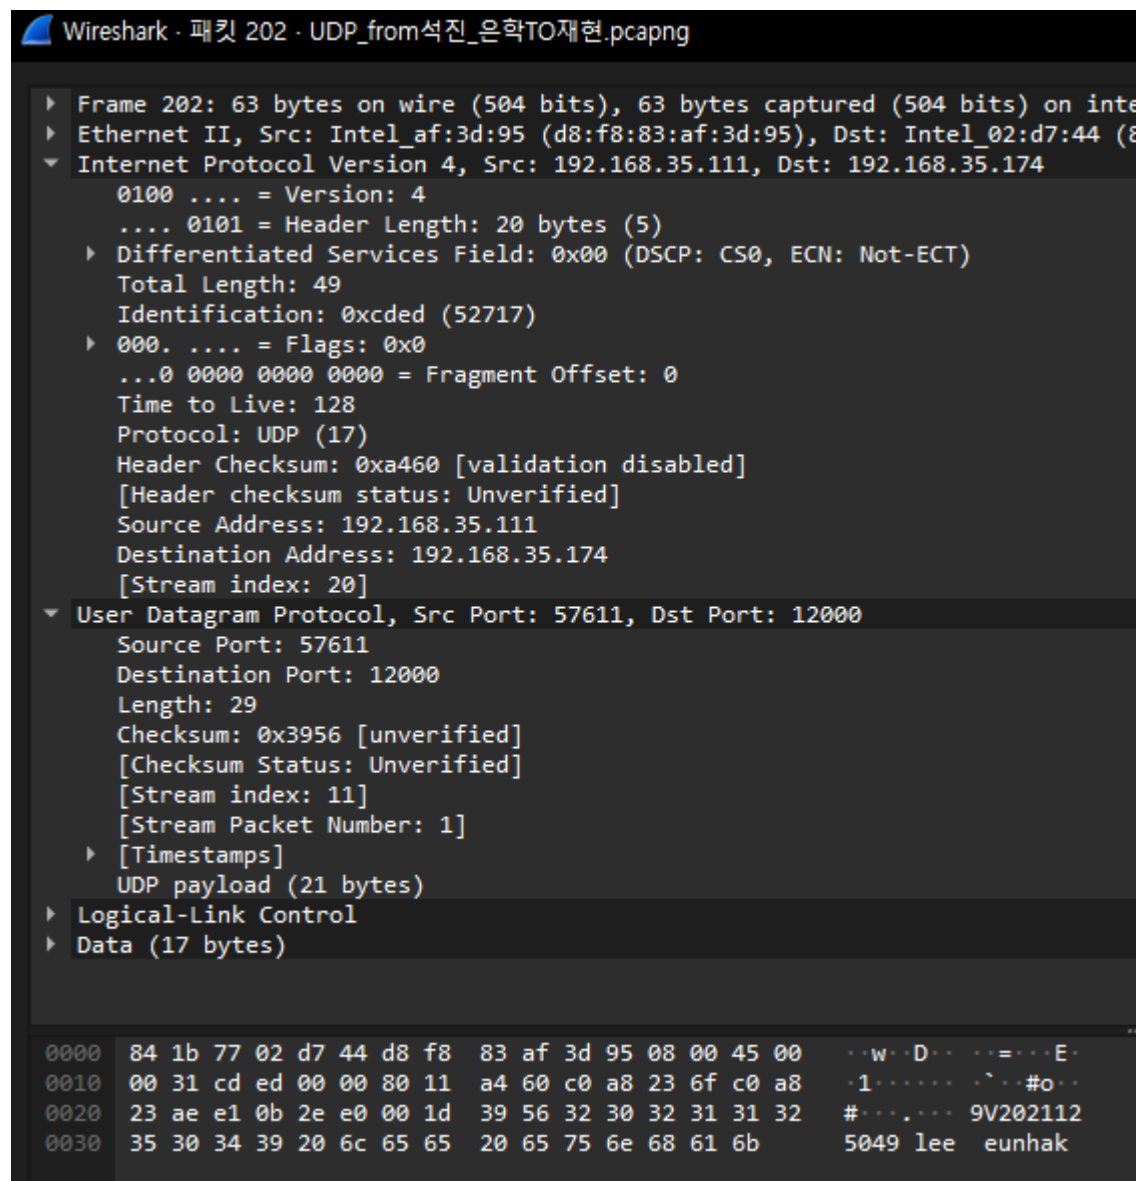 Wireshark · 패킷 202 · UDP_from석진_은학TO재현.pcapng
Frame 202: 63 bytes on wire (504 bits), 63 bytes captured (504 bits) on inte
Ethernet II, Src: Intel_af:3d:95 (d8:f8:83:af:3d:95), Dst: Intel_02:d7:44 (8
Internet Protocol Version 4, Src: 192.168.35.111, Dst: 192.168.35.174
0100 .... = Version: 4
.... 0101 = Header Length: 20 bytes (5)
Differentiated Services Field: 0x00 (DSCP: CS0, ECN: Not-ECT)
Total Length: 49
Identification: 0xcded (52717)
000. .... = Flags: 0x0
...0 0000 0000 0000 = Fragment Offset: 0
Time to Live: 128
Protocol: UDP (17)
Header Checksum: 0xa460 [validation disabled]
[Header checksum status: Unverified]
Source Address: 192.168.35.111
Destination Address: 192.168.35.174
[Stream index: 20]
User Datagram Protocol, Src Port: 57611, Dst Port: 12000
Source Port: 57611
Destination Port: 12000
Length: 29
Checksum: 0x3956 [unverified]
[Checksum Status: Unverified]
[Stream index: 11]
[Stream Packet Number: 1]
[Timestamps]
UDP payload (21 bytes)
Logical-Link Control
Data (17 bytes)
0000 84 1b 77 02 d7 44 d8 f8 83 af 3d 95 08 00 45 00 ··w··D·· ··=···E·
0010 00 31 cd ed 00 00 80 11 a4 60 c0 a8 23 6f c0 a8 ·1······ ·`··#o··
0020 23 ae e1 0b 2e e0 00 1d 39 56 32 30 32 31 31 32 #···.··· 9V202112
0030 35 30 34 39 20 6c 65 65 20 65 75 6e 68 61 6b 5049 lee eunhak